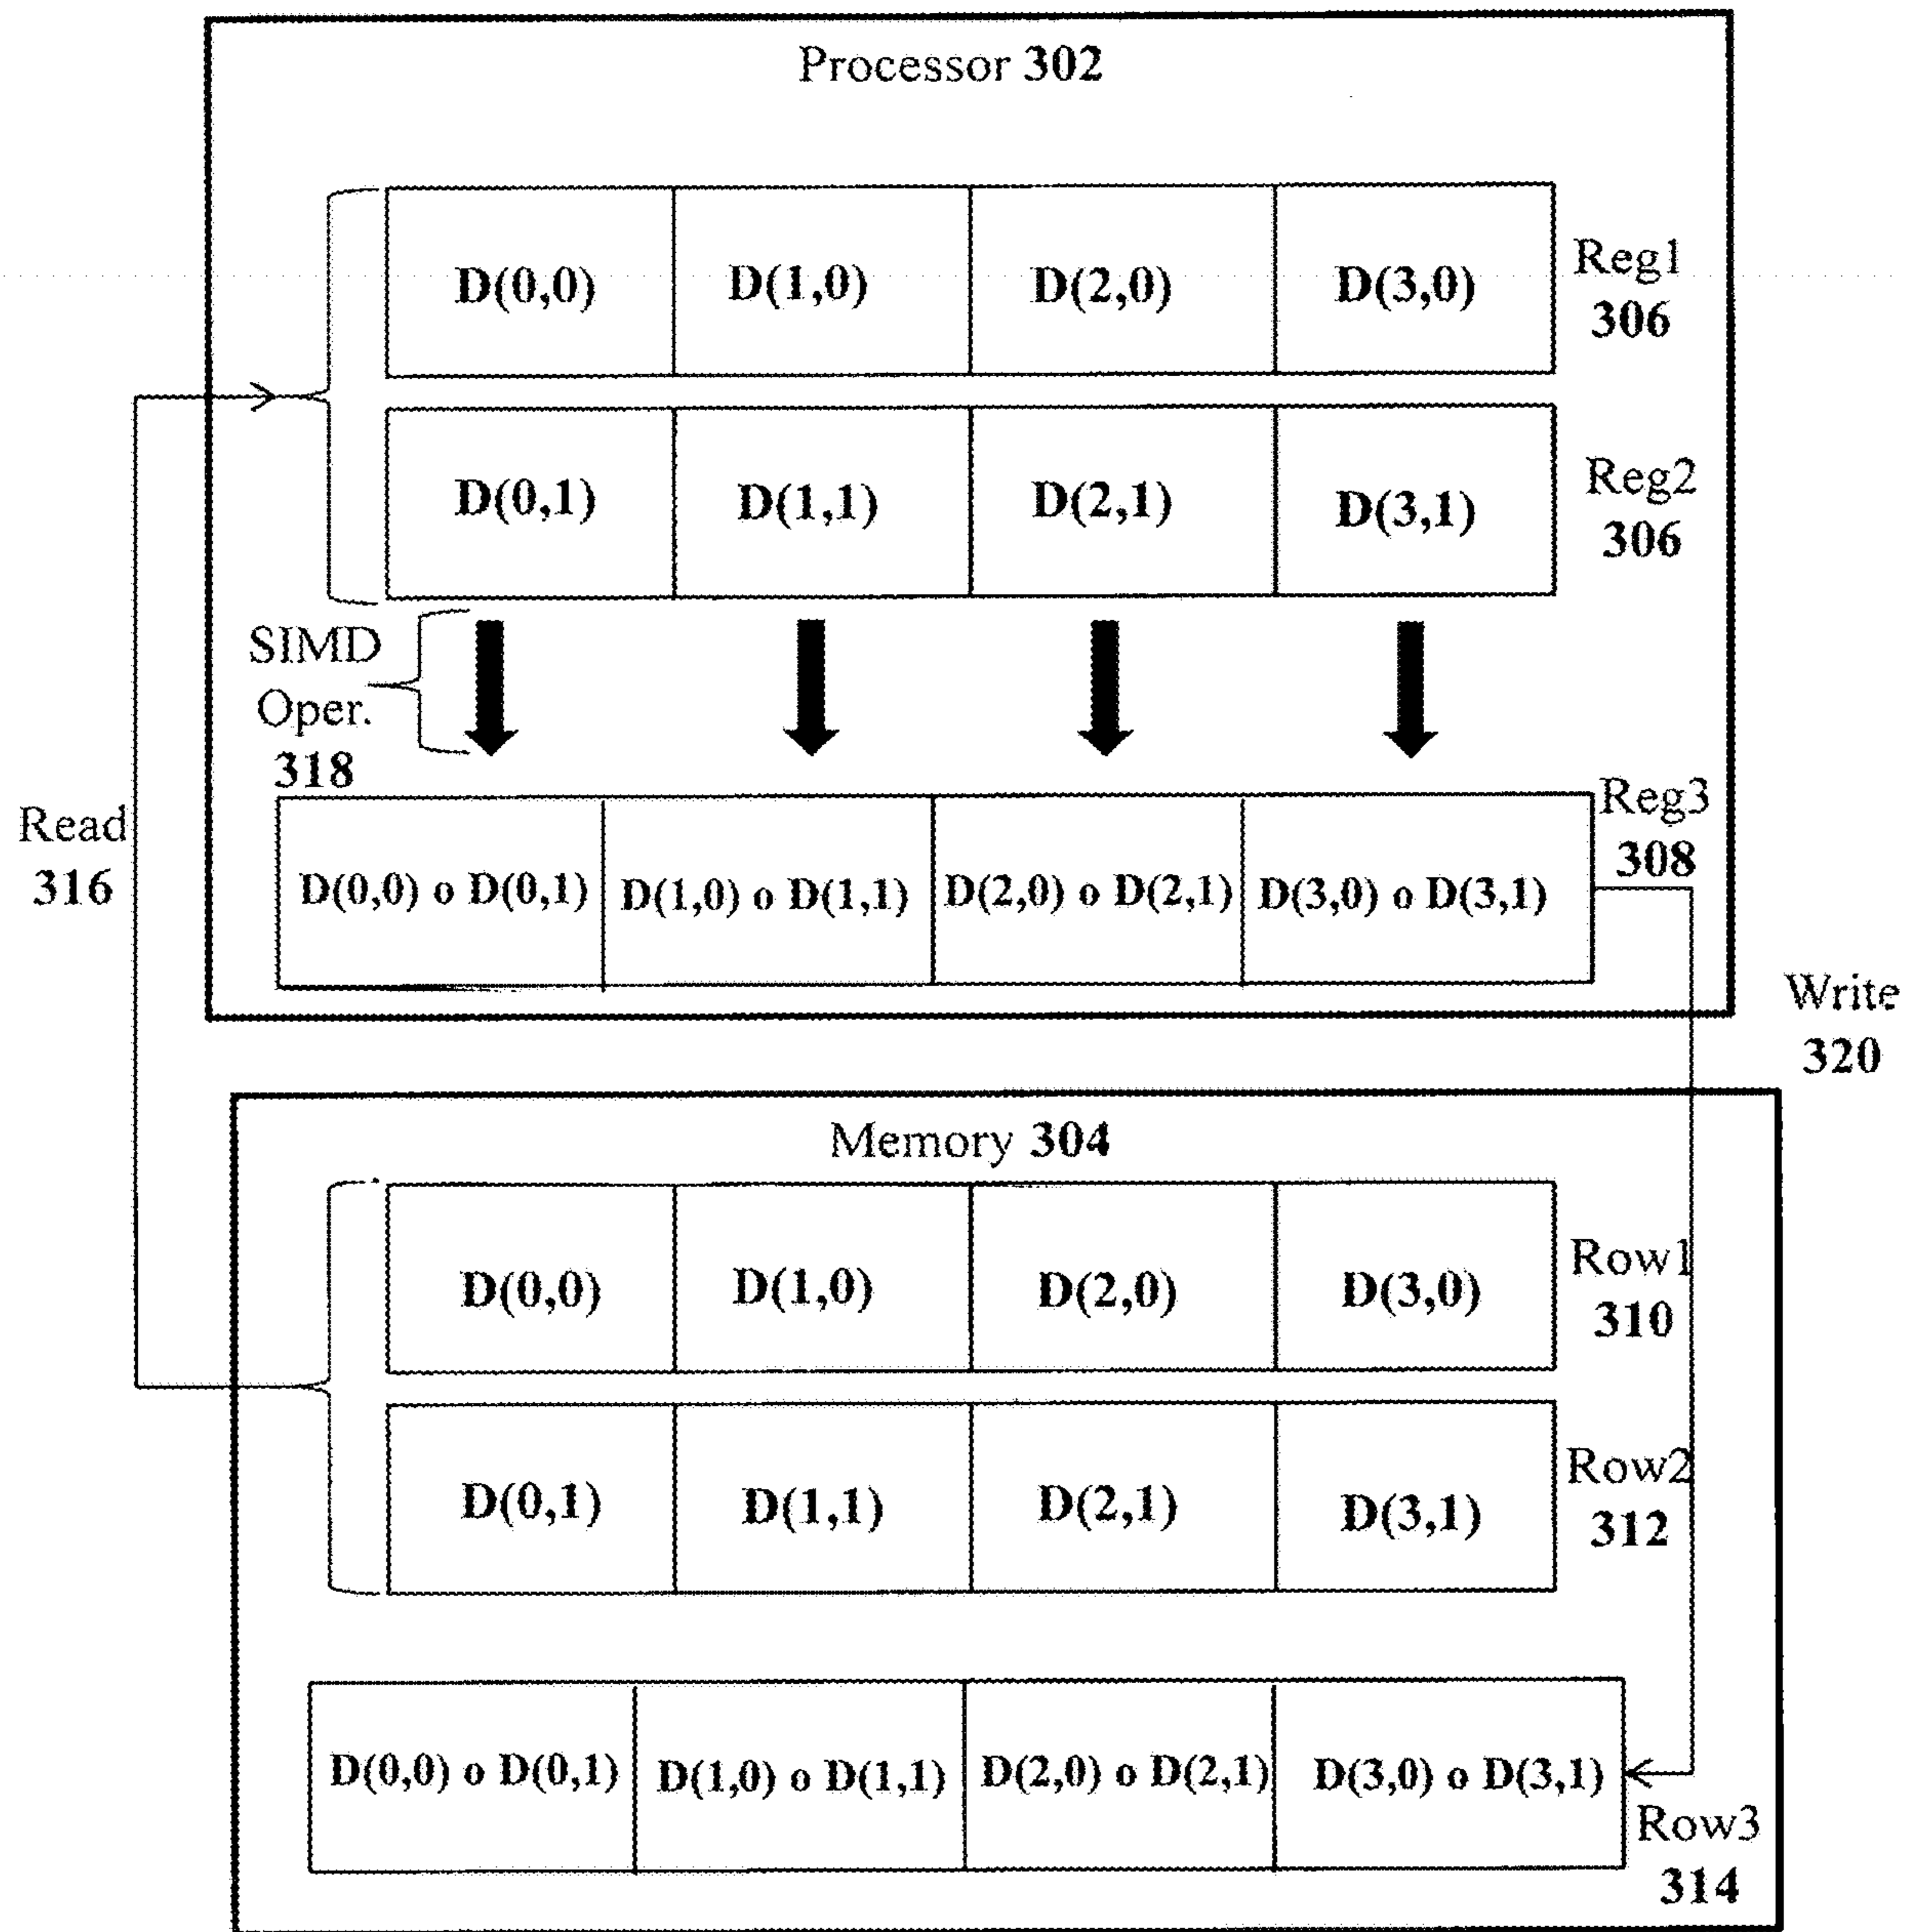 Processor 302
D(0,0) D(1,0) D(2,0) D(3,0)
Reg1
306
D(0,1) D(1,1) D(2,1) D(3,1)
Reg2
306
SIMD
Oper.
318
Reg3
308
D(0,0) o D(0,1) D(1,0) o D(1,1) D(2,0) o D(2,1) D(3,0) o D(3,1)
Read
316
Write
320
Memory 304
D(0,0) D(1,0) D(2,0) D(3,0)
Row1
310
D(0,1) D(1,1) D(2,1) D(3,1)
Row2
312
D(0,0) o D(0,1) D(1,0) o D(1,1) D(2,0) o D(2,1) D(3,0) o D(3,1)
Row3
314